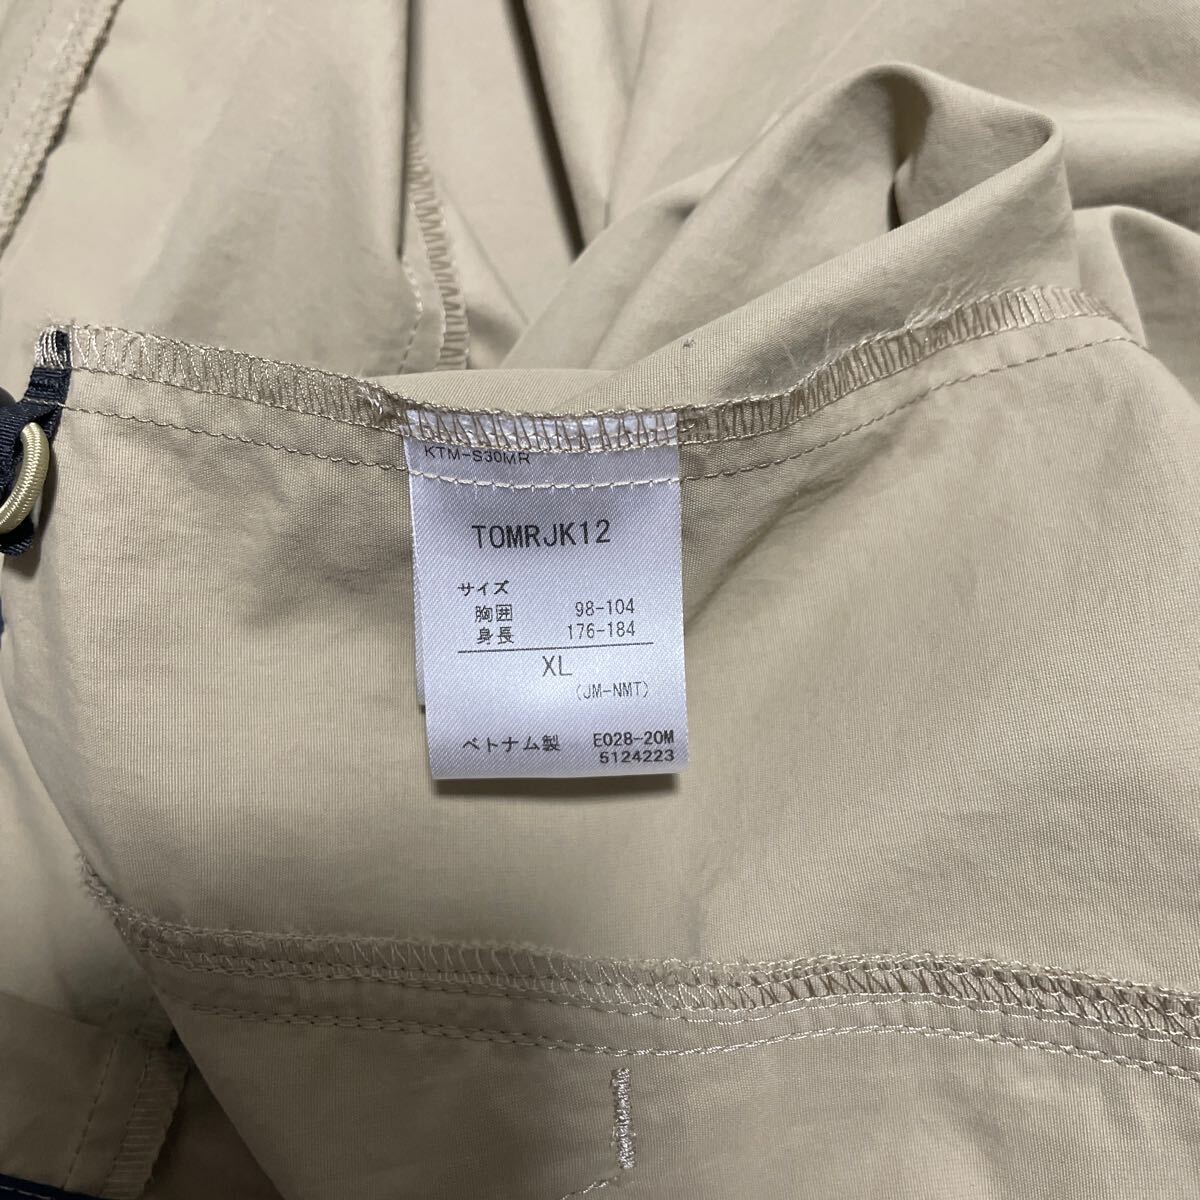 KTM-S30MR
TOMRJK12
サイズ
胸囲 98-104
身長 176-184
XL
(JM-NMT)
ベトナム製 E028-20M
5124223